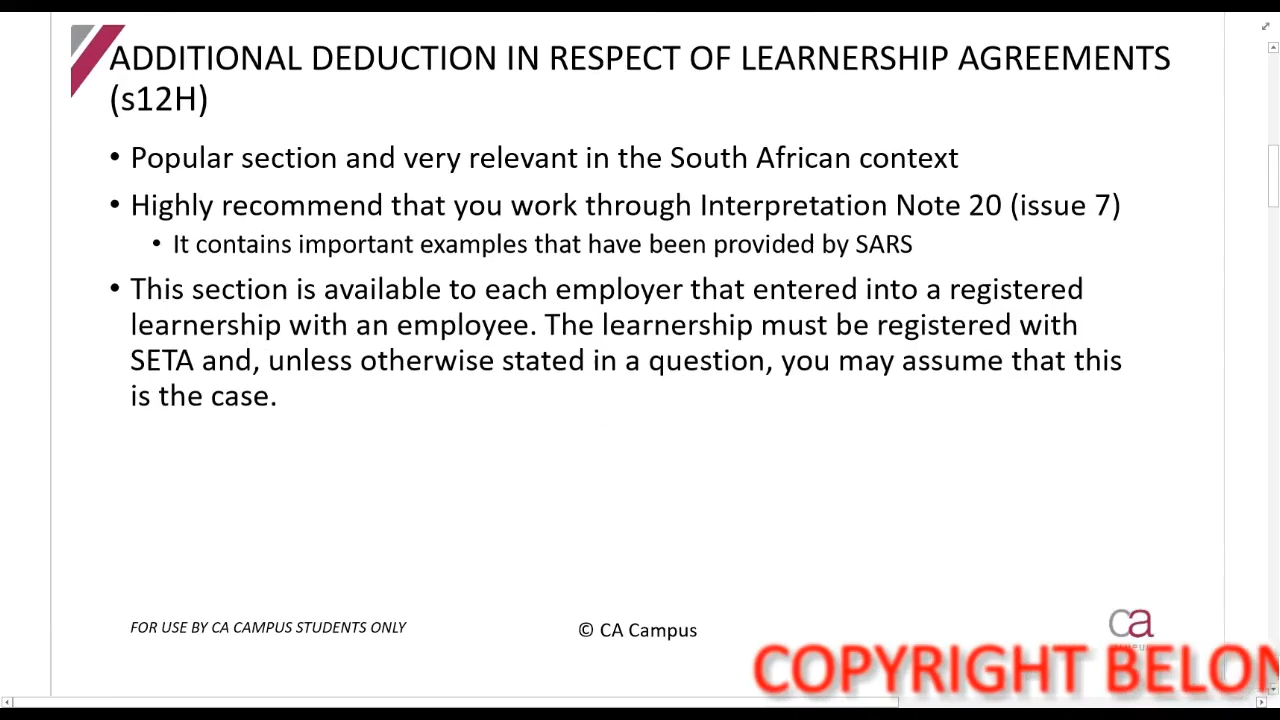 ADDITIONAL DEDUCTION IN RESPECT OF LEARNERSHIP AGREEMENTS
(s12H)
• Popular section and very relevant in the South African context
• Highly recommend that you work through Interpretation Note 20 (issue 7)
• It contains important examples that have been provided by SARS
• This section is available to each employer that entered into a registered
learnership with an employee. The learnership must be registered with
SETA and, unless otherwise stated in a question, you may assume that this
is the case.
FOR USE BY CA CAMPUS STUDENTS ONLY
© CA Campus
ca
COPYRIGHT BELON